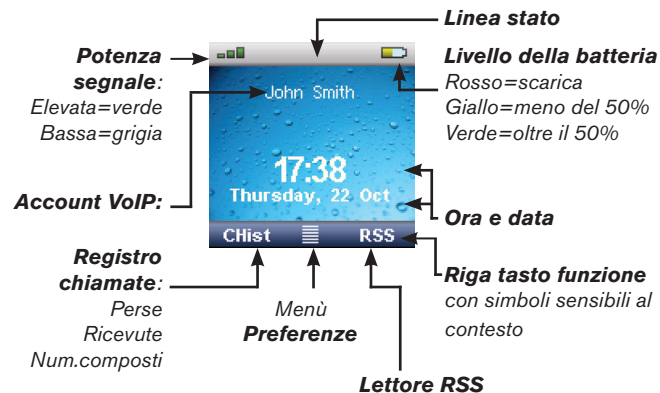 Linea stato
Potenza
segnale:
Elevata=verde
Bassa=grigia
Livello della batteria
Rosso=scarica
Giallo=meno del 50%
Verde=oltre il 50%
John Smith
17:38
Thursday, 22 Oct
Account VoIP:
Ora e data
CHist
RSS
Registro
chiamate:
Perse
Ricevute
Num.composti
Menù
Preferenze
Riga tasto funzione
con simboli sensibili al
contesto
Lettore RSS